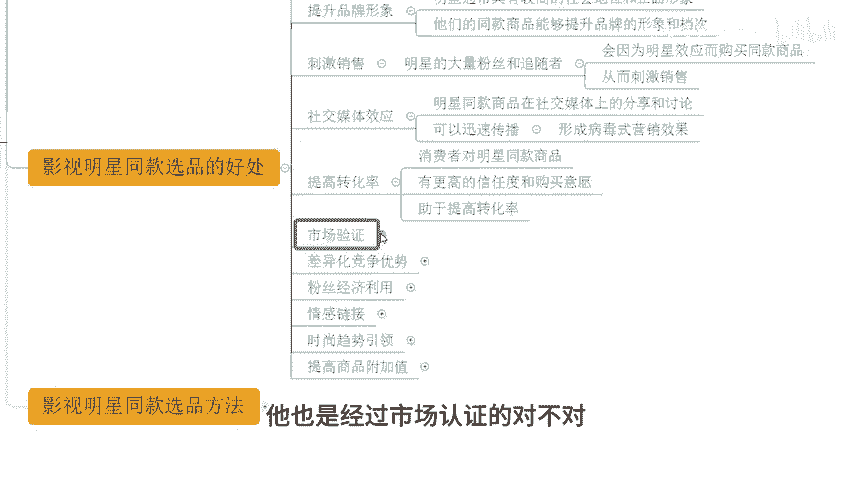 提升品牌形象
他们的同款商品能够提升品牌的形象和档次
刺激销售
明星的大量粉丝和追随者
会因为明星效应而购买同款商品
从而刺激销售
社交媒体效应
明星同款商品在社交媒体上的分享和讨论
可以迅速传播
形成病毒式营销效果
影视明星同款选品的好处
提高转化率
消费者对明星同款商品
有更高的信任度和购买意愿
助于提高转化率
市场验证
差异化竞争优势
粉丝经济利用
情感链接
时尚趋势引领
提高商品附加值
影视明星同款选品方法
他也是经过市场认证的对不对